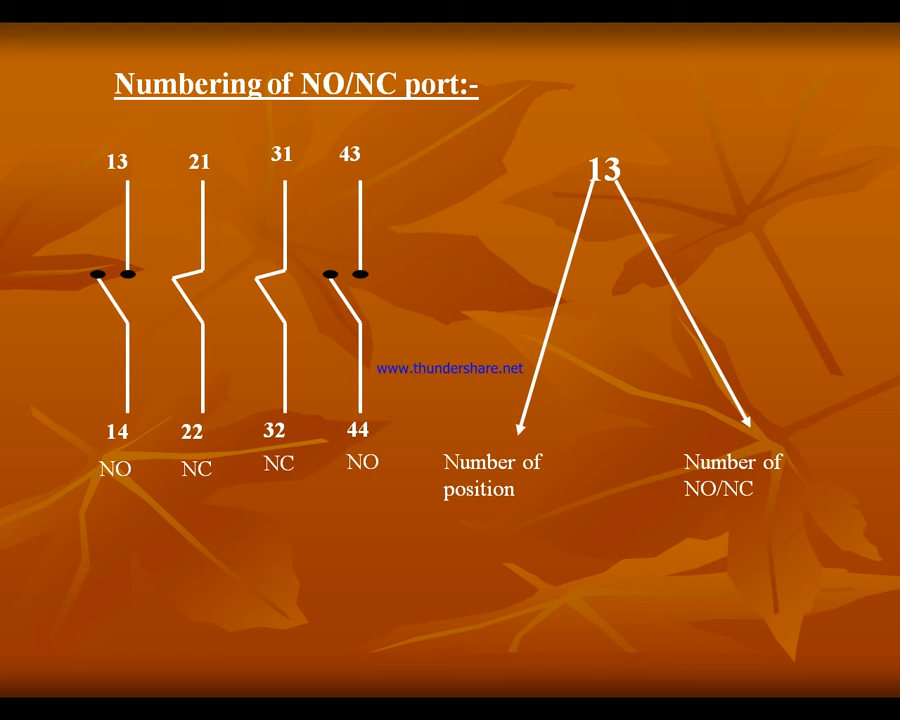 Numbering of NO/NC port:-
13 21 31 43
13
www.thundershare.net
14 22 32 44
NO NC NC NO
Number of
position
Number of
NO/NC